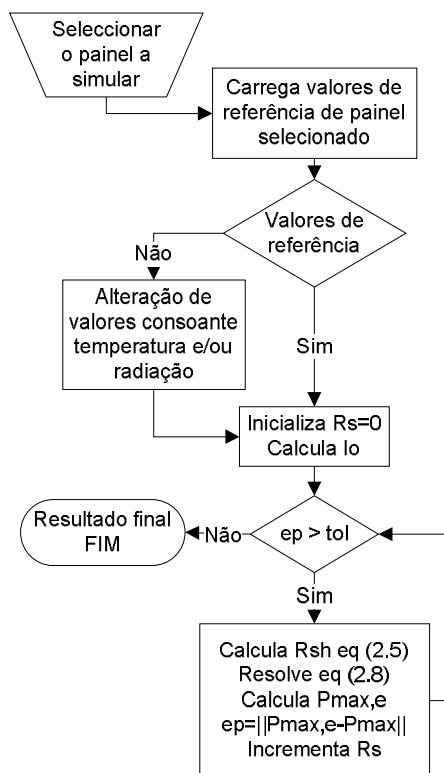 Seleccionar
o painel a
simular
Carrega valores de
referência de painel
selecionado
Valores de
referência
Não
Alteração de
valores consoante
temperatura e/ou
radiação
Sim
Inicializa Rs=0
Calcula Io
Resultado final
FIM
Não
ep > tol
Sim
Calcula Rsh eq (2.5)
Resolve eq (2.8)
Calcula Pmax,e
ep=||Pmax,e-Pmax||
Incrementa Rs